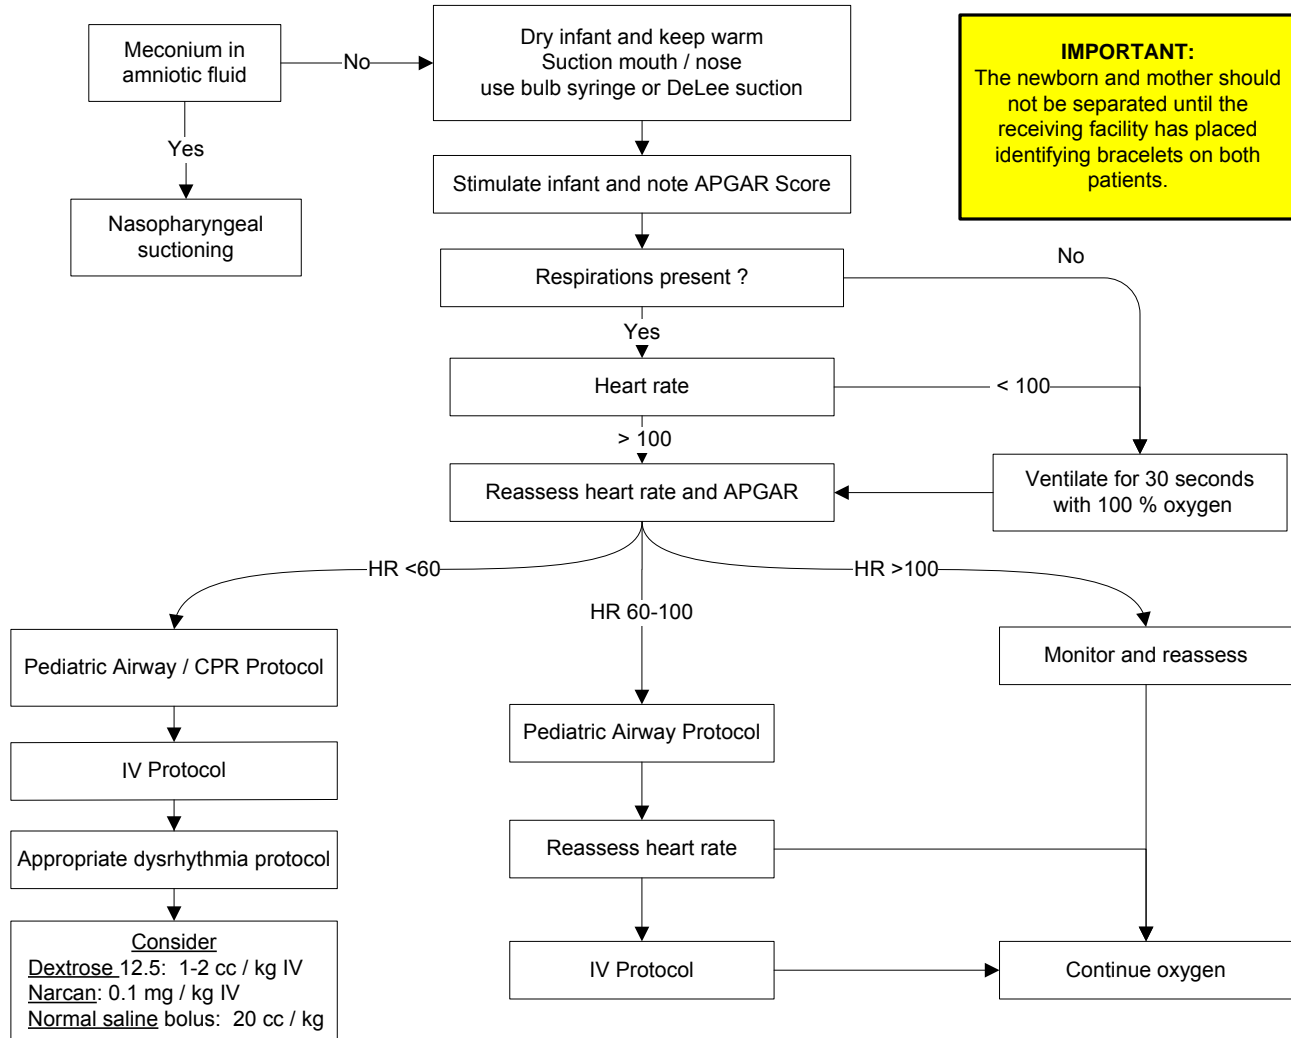 Meconium in
amniotic fluid
No
Dry infant and keep warm
Suction mouth / nose
use bulb syringe or DeLee suction
IMPORTANT:
The newborn and mother should
not be separated until the
receiving facility has placed
identifying bracelets on both
patients.
Yes
Nasopharyngeal
suctioning
Stimulate infant and note APGAR Score
Respirations present ?
No
Yes
Heart rate
< 100
> 100
Reassess heart rate and APGAR
Ventilate for 30 seconds
with 100 % oxygen
HR <60
HR 60-100
HR >100
Pediatric Airway / CPR Protocol
IV Protocol
Appropriate dysrhythmia protocol
Consider
Dextrose 12.5: 1-2 cc / kg IV
Narcan: 0.1 mg / kg IV
Normal saline bolus: 20 cc / kg
Pediatric Airway Protocol
Reassess heart rate
IV Protocol
Monitor and reassess
Continue oxygen